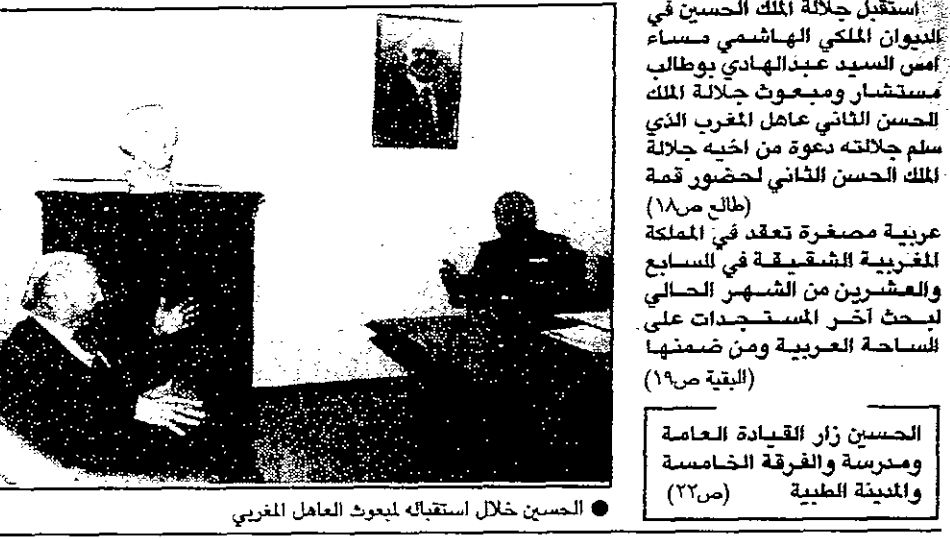 استقبل جلالة الملك الحسين في
الديوان الملكي الهاشمي مساء
امس السيد عبدالهادي بوطالب
مستشار ومبعوث جلالة الملك
الحسن الثاني عاهل المغرب الذي
سلم جلالته دعوة من اخيه جلالة
الملك الحسن الثاني لحضور قمة
(طالع ص١٨)
عربية مصغرة تعقد في المملكة
المغربية الشقيقة في السابع
والعشرين من الشهر الحالي
لبحث آخر المستجدات على
الساحة العربية ومن ضمنها
(البقية ص١٩)
الحسين زار القيادة العامة
ومدرسة والفرقة الخامسة
والمدينة الطبية (ص٢٢)
● الحسين خلال استقباله لمبعوث العاهل المغربي